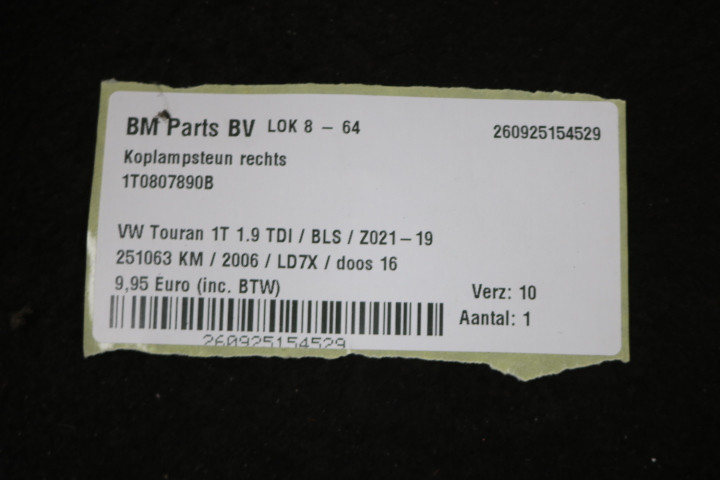 BM Parts BV LOK 8 - 64 260925154529
Koplampsteun rechts
1T0807890B
VW Touran 1T 1.9 TDI / BLS / Z021-19
251063 KM / 2006 / LD7X / doos 16
9,95 Euro (inc. BTW) Verz: 10
Aantal: 1
260925154529